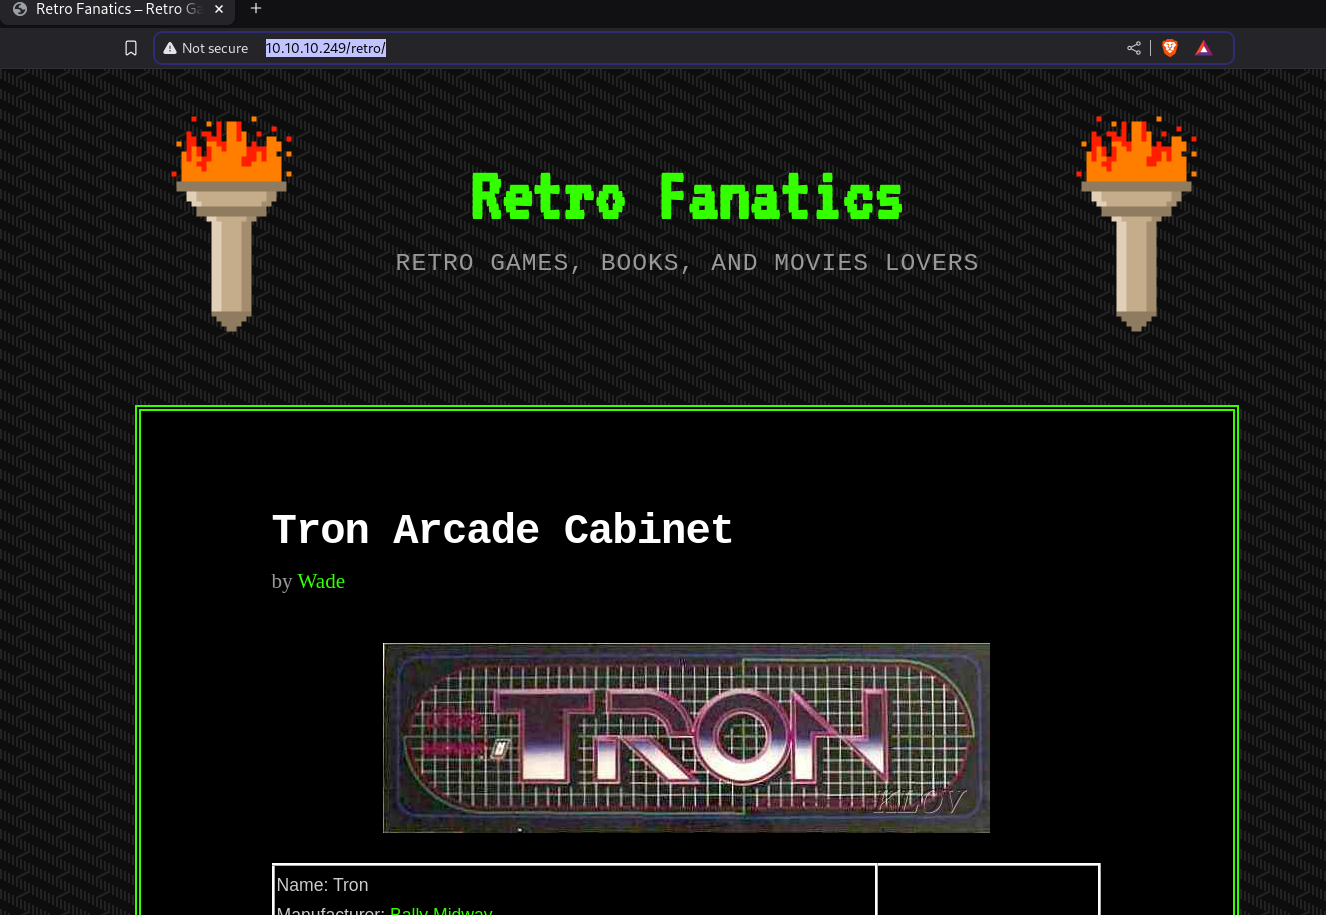 Retro Fanatics – Retro Ga
Not secure 10.10.10.249/retro/
Retro Fanatics
RETRO GAMES, BOOKS, AND MOVIES LOVERS
Tron Arcade Cabinet
by Wade
TRON
KLOV
Name: Tron
Manufacturer: Bally Midway